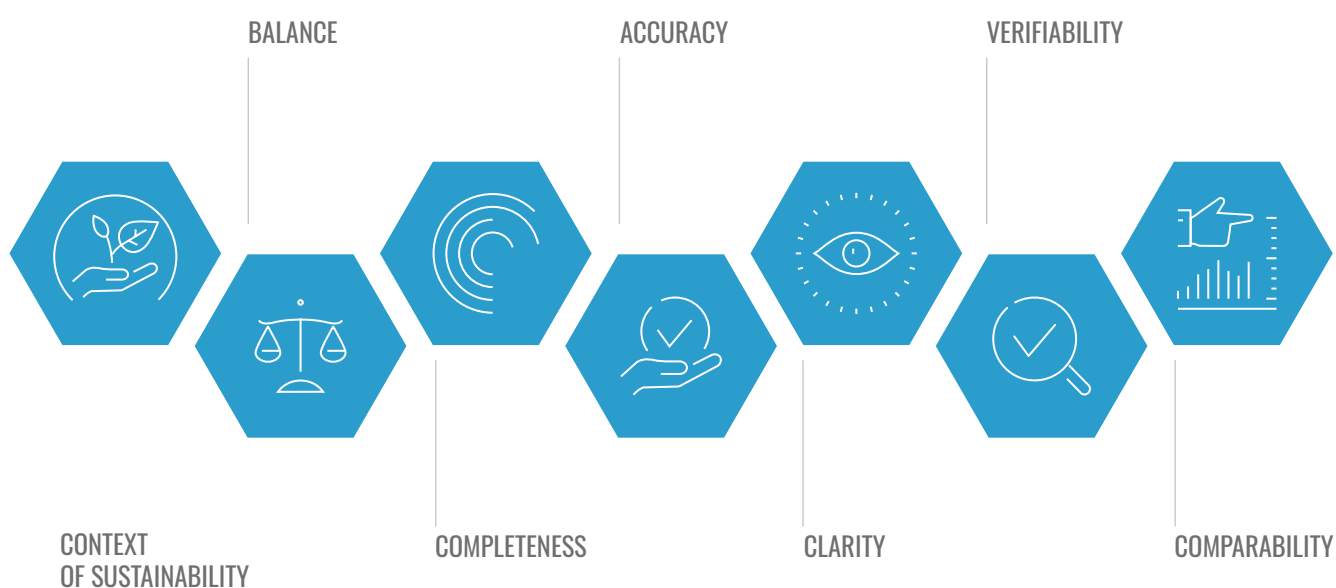 BALANCE
ACCURACY
VERIFIABILITY
CONTEXT
OF SUSTAINABILITY
COMPLETENESS
CLARITY
COMPARABILITY